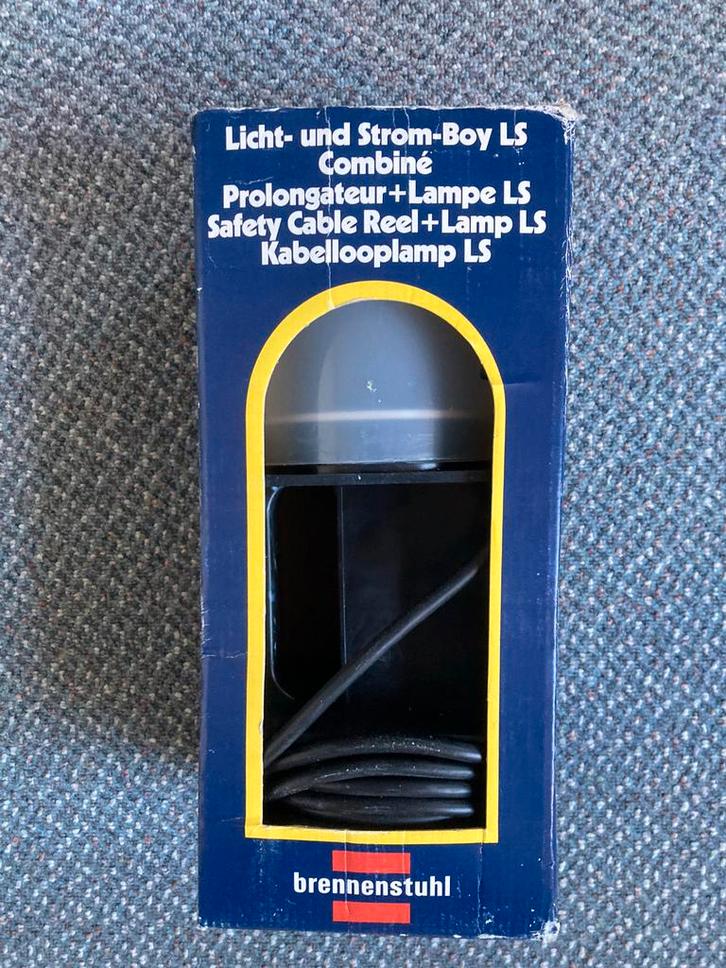 Licht- und Strom-Boy LS
Combiné
Prolongateur+Lampe LS
Safety Cable Reel+Lamp LS
Kabellooplamp LS
brennenstuhl